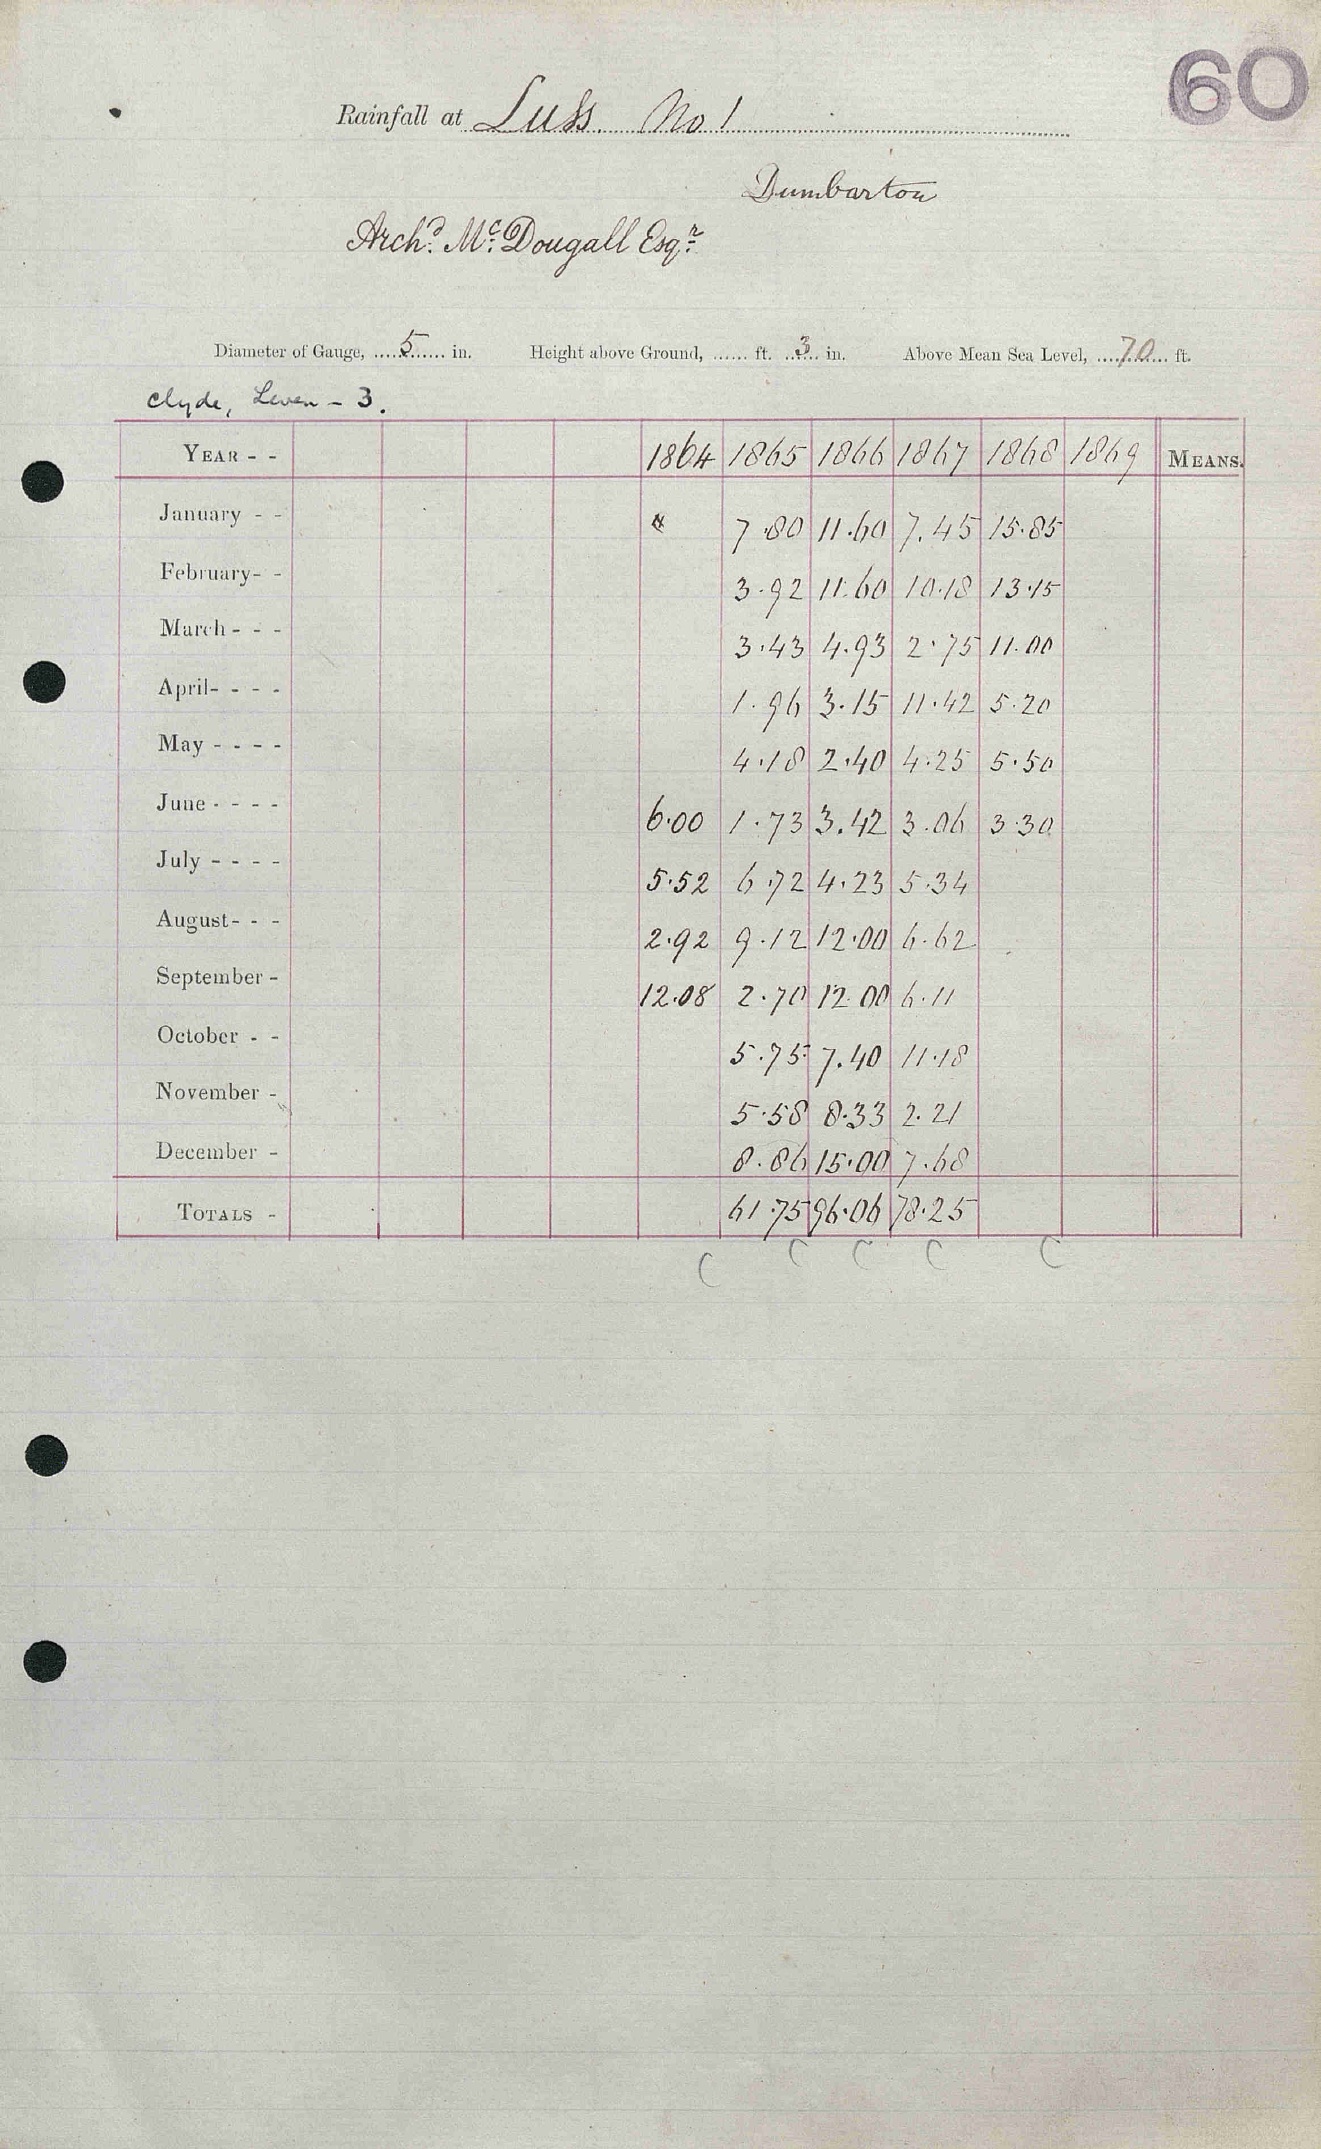 60
Rainfall at Luss. No 1
Dumbarton
Archd. McDougall Esqr.
Diameter of Gauge, 5 in. Height above Ground, ft. 3 in. Above Mean Sea Level, 70 ft.
Clyde, Leven - 3.
YEAR - - 1864 1865 1866 1867 1868 1869 MEANS.
January - - 7.80 11.60 7.45 15.85
February - - 3.92 11.60 10.18 13.15
March - - - 3.43 4.93 2.75 11.00
April - - - - 1.96 3.15 11.42 5.20
May - - - - 4.18 2.40 4.25 5.50
June - - - - 6.00 1.73 3.42 3.06 3.30
July - - - - 5.52 6.72 4.23 5.34
August - - - 2.92 9.12 12.00 6.62
September - 12.08 2.70 12.00 6.11
October - - 5.75 7.40 11.18
November - 5.58 8.33 2.21
December - 8.86 15.00 7.68
TOTALS - 61.75 96.06 78.25
C C C C C